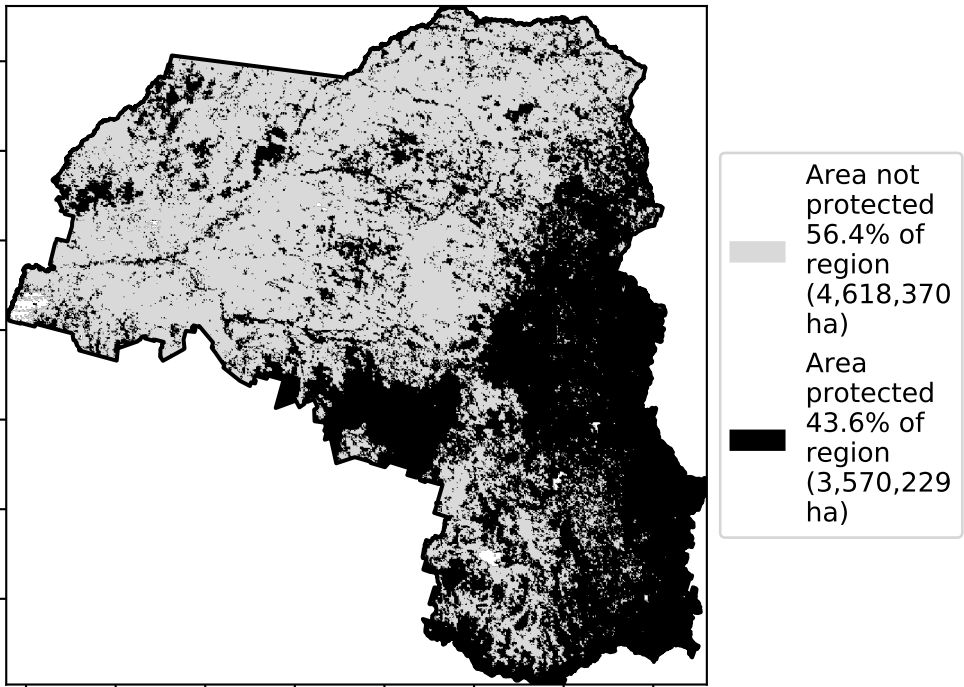 Area not
protected
56.4% of
region
(4,618,370
ha)
Area
protected
43.6% of
region
(3,570,229
ha)